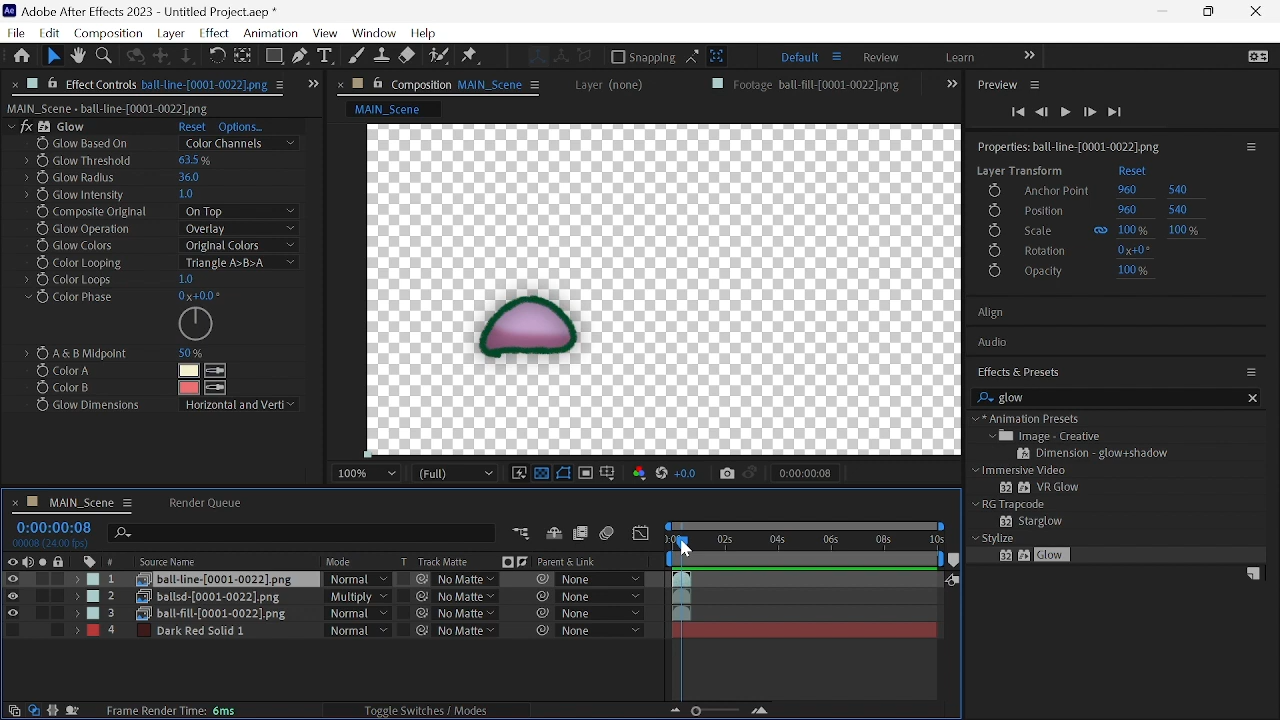 Ae Adobe After Effects 2023 - Untitled Project.aep *
File Edit Composition Layer Effect Animation View Window Help
Snapping Default Review Learn
Effect Controls ball-line-[0001-0022].png
Composition MAIN_Scene
Layer (none)
Footage ball-fill-[0001-0022].png
Preview
MAIN_Scene • ball-line-[0001-0022].png
MAIN_Scene
fx Glow Reset Options...
Glow Based On Color Channels
Glow Threshold 63.5 %
Glow Radius 36.0
Glow Intensity 1.0
Composite Original On Top
Glow Operation Overlay
Glow Colors Original Colors
Color Looping Triangle A>B>A
Color Loops 1.0
Color Phase 0 x+0.0 °
A & B Midpoint 50 %
Color A
Color B
Glow Dimensions Horizontal and Verti
100% (Full) +0.0 0:00:00:08
Properties: ball-line-[0001-0022].png
Layer Transform Reset
Anchor Point 960 540
Position 960 540
Scale 100 % 100 %
Rotation 0 x+0 °
Opacity 100 %
Align
Audio
Effects & Presets
glow
* Animation Presets
Image - Creative
Dimension - glow+shadow
Immersive Video
32 VR Glow
RG Trapcode
32 Starglow
Stylize
32 Glow
MAIN_Scene Render Queue
0:00:00:08
00008 (24.00 fps)
02s 04s 06s 08s 10s
# Source Name Mode T Track Matte Parent & Link
1 ball-line-[0001-0022].png Normal No Matte None
2 ballsd-[0001-0022].png Multiply No Matte None
3 ball-fill-[0001-0022].png Normal No Matte None
4 Dark Red Solid 1 Normal No Matte None
Frame Render Time: 6ms Toggle Switches / Modes